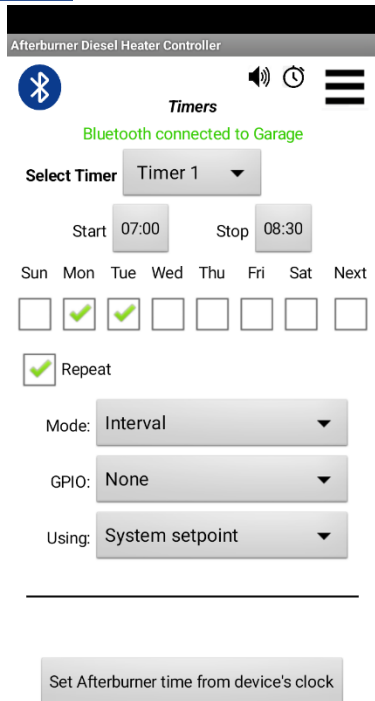 Afterburner Diesel Heater Controller
Timers
Bluetooth connected to Garage
Select Timer Timer 1
Start 07:00 Stop 08:30
Sun Mon Tue Wed Thu Fri Sat Next
Repeat
Mode: Interval
GPIO: None
Using: System setpoint
Set Afterburner time from device's clock